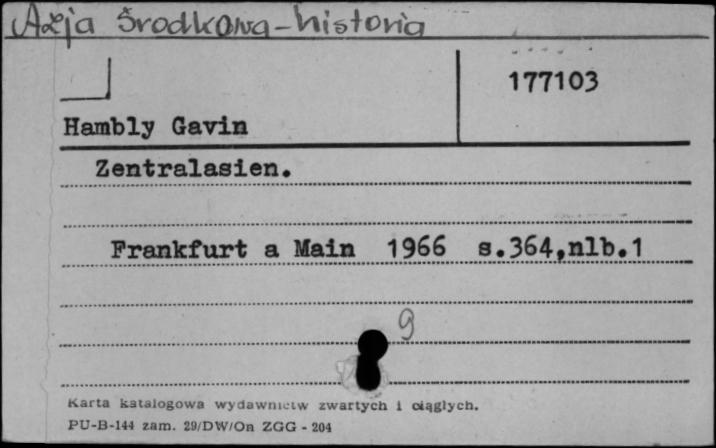 Azja Środkowa-historia
177103
Hambly Gavin
Zentralasien.
Frankfurt a Main 1966 s.364,nlb.1
9
Karta katalogowa wydawnictw zwartych i ciągłych.
PU-B-144 zam. 29/DW/On ZGG - 204